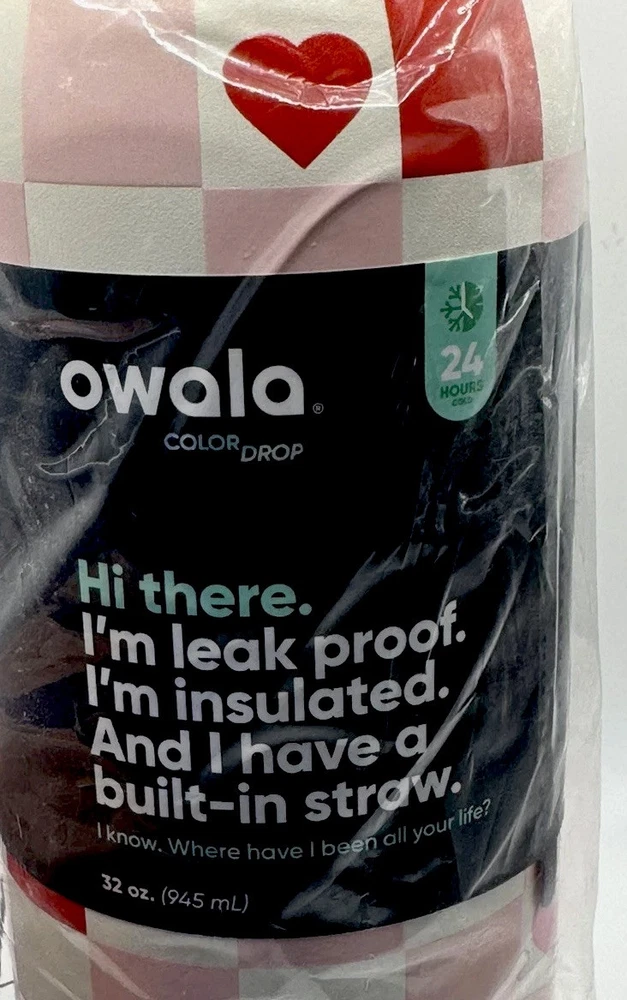 owala®
COLOR DROP
24
HOURS
COLD
Hi there.
I'm leak proof.
I'm insulated.
And I have a
built-in straw.
I know. Where have I been all your life?
32 oz. (945 mL)